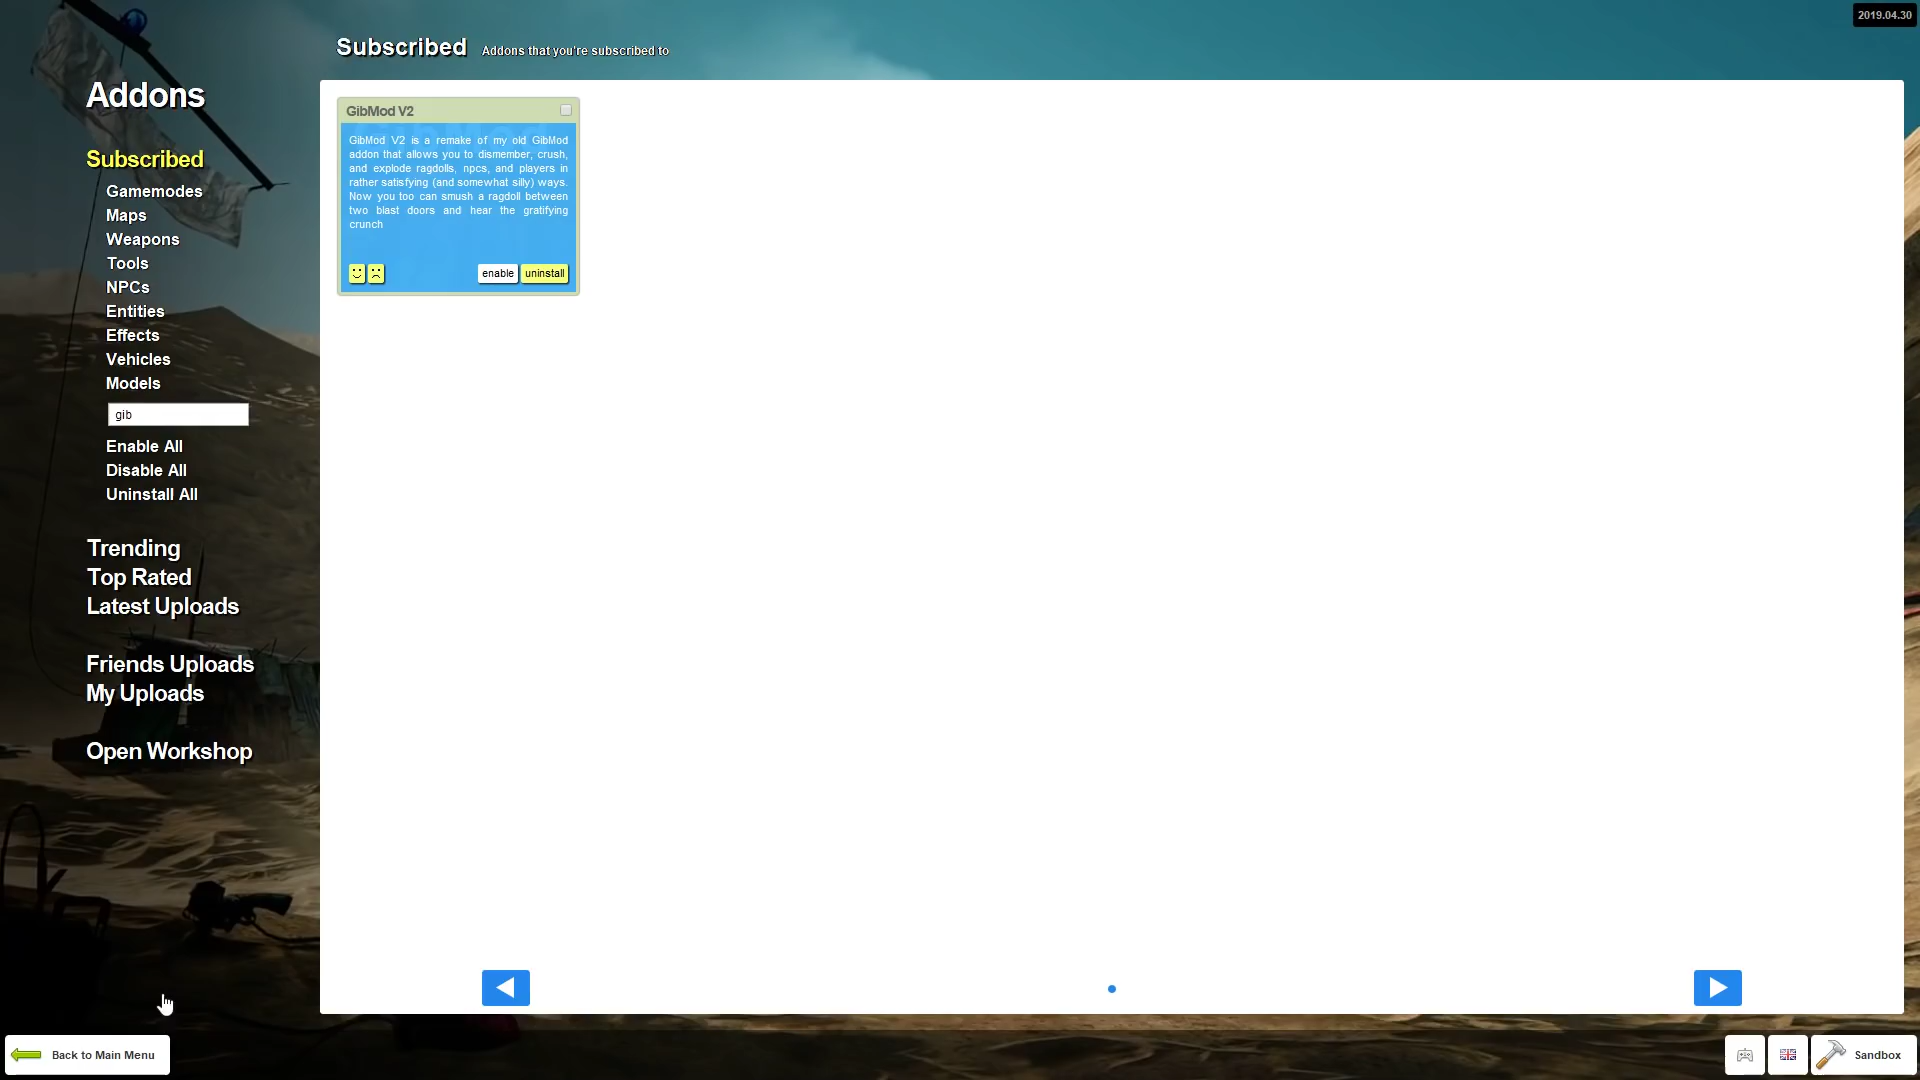 2019.04.30
Subscribed Addons that you're subscribed to
Addons
Subscribed
Gamemodes
Maps
Weapons
Tools
NPCs
Entities
Effects
Vehicles
Models
gib
Enable All
Disable All
Uninstall All
Trending
Top Rated
Latest Uploads
Friends Uploads
My Uploads
Open Workshop
GibMod V2
GibMod V2 is a remake of my old GibMod
addon that allows you to dismember, crush,
and explode ragdolls, npcs, and players in
rather satisfying (and somewhat silly) ways.
Now you too can smush a ragdoll between
two blast doors and hear the gratifying
crunch
enable uninstall
Back to Main Menu
Sandbox